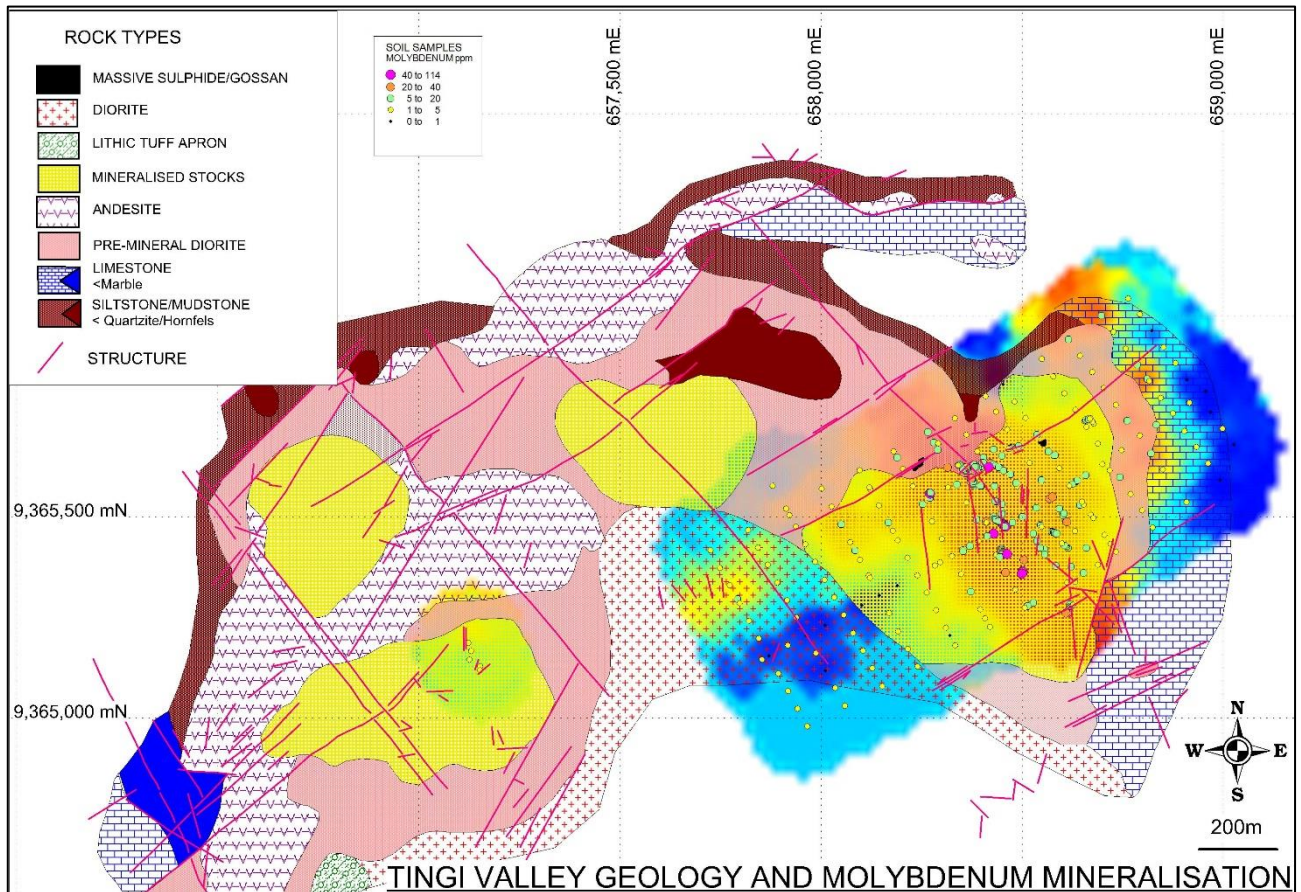 ROCK TYPES
MASSIVE SULPHIDE/GOSSAN
DIORITE
LITHIC TUFF APRON
MINERALISED STOCKS
ANDESITE
PRE-MINERAL DIORITE
LIMESTONE
<Marble
SILTSTONE/MUDSTONE
< Quartzite/Hornfels
STRUCTURE
SOIL SAMPLES
MOLYBDENUM ppm
40 to 114
20 to 40
5 to 20
1 to 5
0 to 1
657,500 mE
658,000 mE
659,000 mE
9,365,500 mN
9,365,000 mN
N
W E
S
200m
TINGI VALLEY GEOLOGY AND MOLYBDENUM MINERALISATION